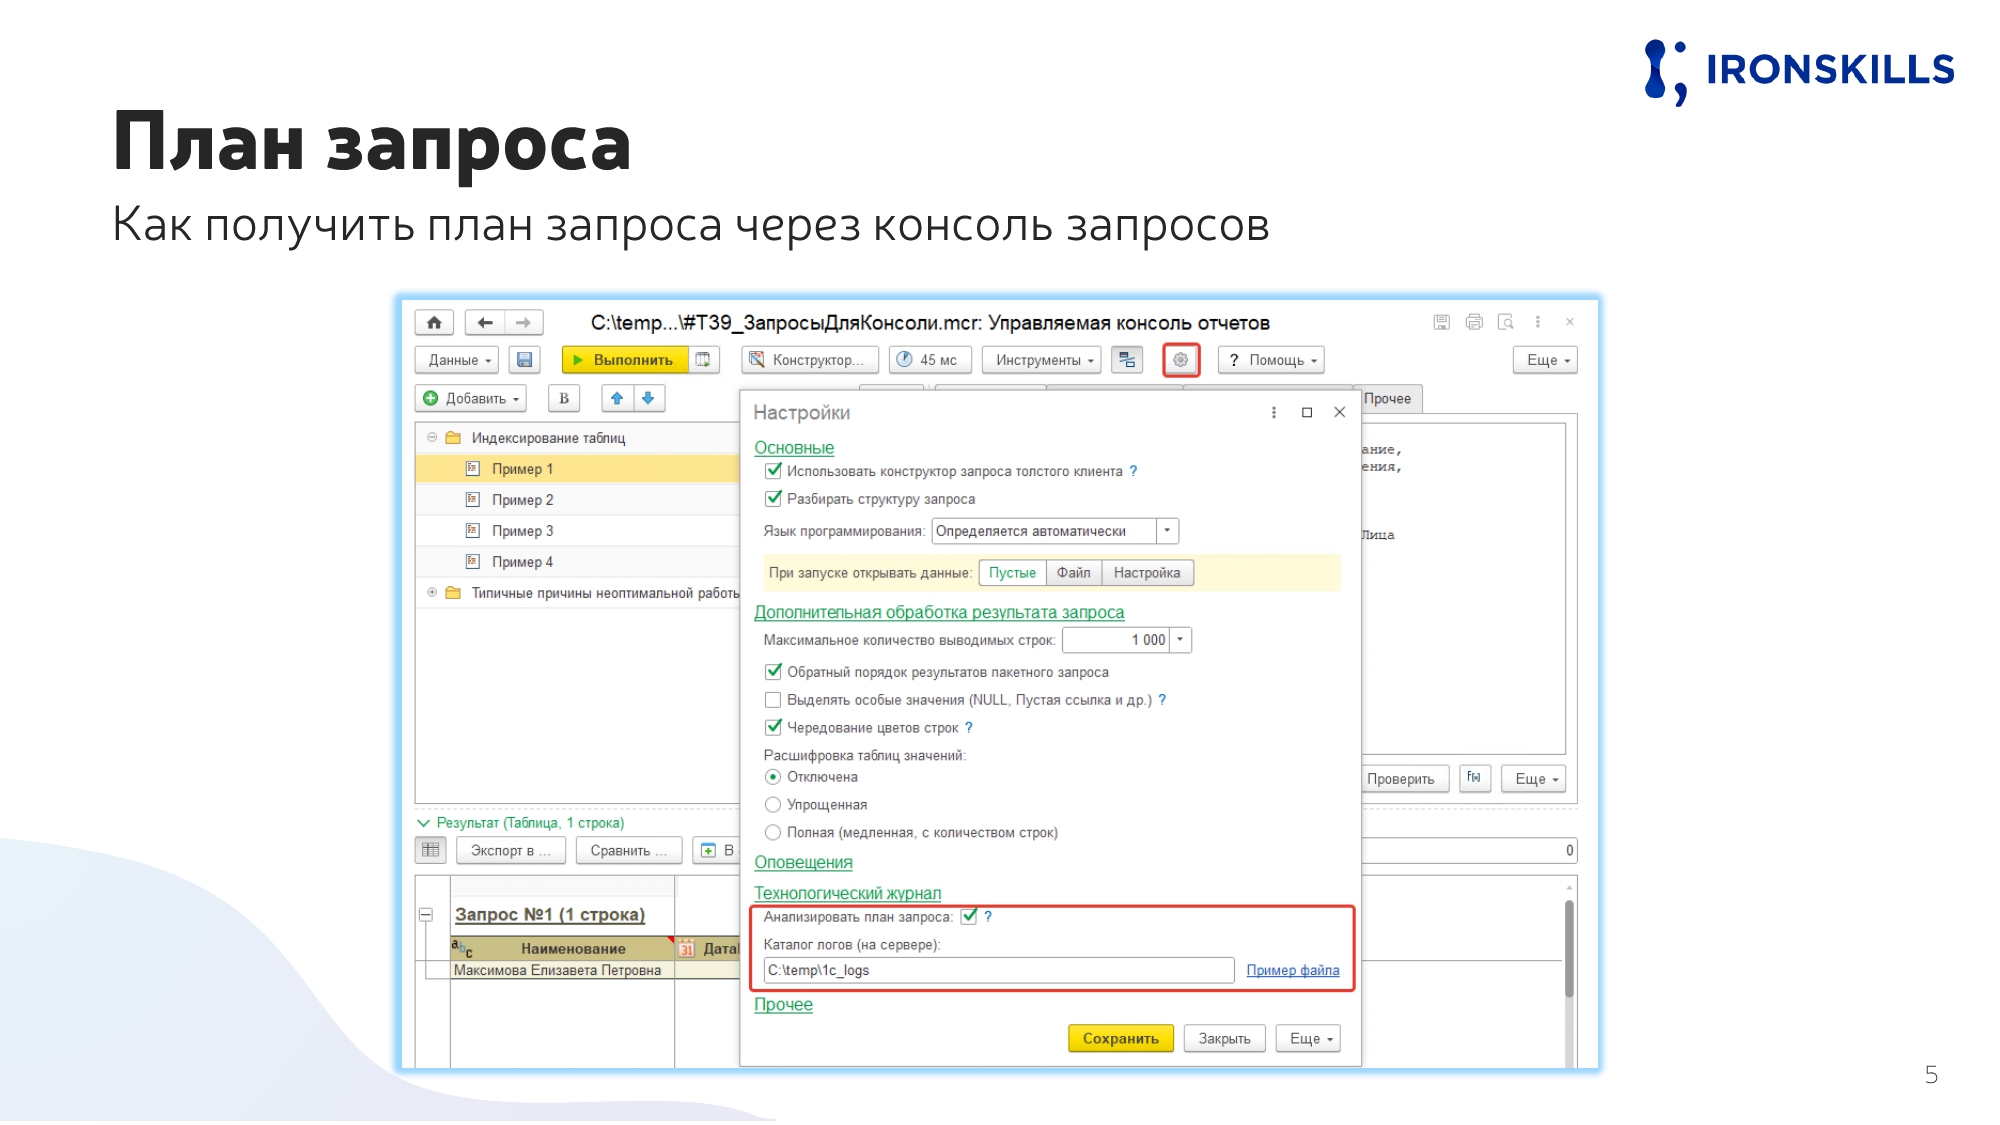 IRONSKILLS
План запроса
Как получить план запроса через консоль запросов
C:\temp...\#T39_ЗапросыДляКонсоли.mcr: Управляемая консоль отчетов
Данные Выполнить Конструктор... 45 мс Инструменты ? Помощь Еще
Добавить В Прочее
Настройки
Индексирование таблиц
Пример 1
Пример 2
Пример 3
Пример 4
Типичные причины неоптимальной работы
ание,
ения,
Лица
Основные
Использовать конструктор запроса толстого клиента ?
Разбирать структуру запроса
Язык программирования: Определяется автоматически
При запуске открывать данные: Пустые Файл Настройка
Дополнительная обработка результата запроса
Максимальное количество выводимых строк: 1 000
Обратный порядок результатов пакетного запроса
Выделять особые значения (NULL, Пустая ссылка и др.) ?
Чередование цветов строк ?
Расшифровка таблиц значений:
Отключена
Упрощенная
Полная (медленная, с количеством строк)
Оповещения
Технологический журнал
Анализировать план запроса: ?
Каталог логов (на сервере):
C:\temp\1c_logs Пример файла
Прочее
Сохранить Закрыть Еще
Проверить Еще
Результат (Таблица, 1 строка)
Экспорт в ... Сравнить ... В 0
Запрос №1 (1 строка)
Наименование 31 Дата
Максимова Елизавета Петровна
5